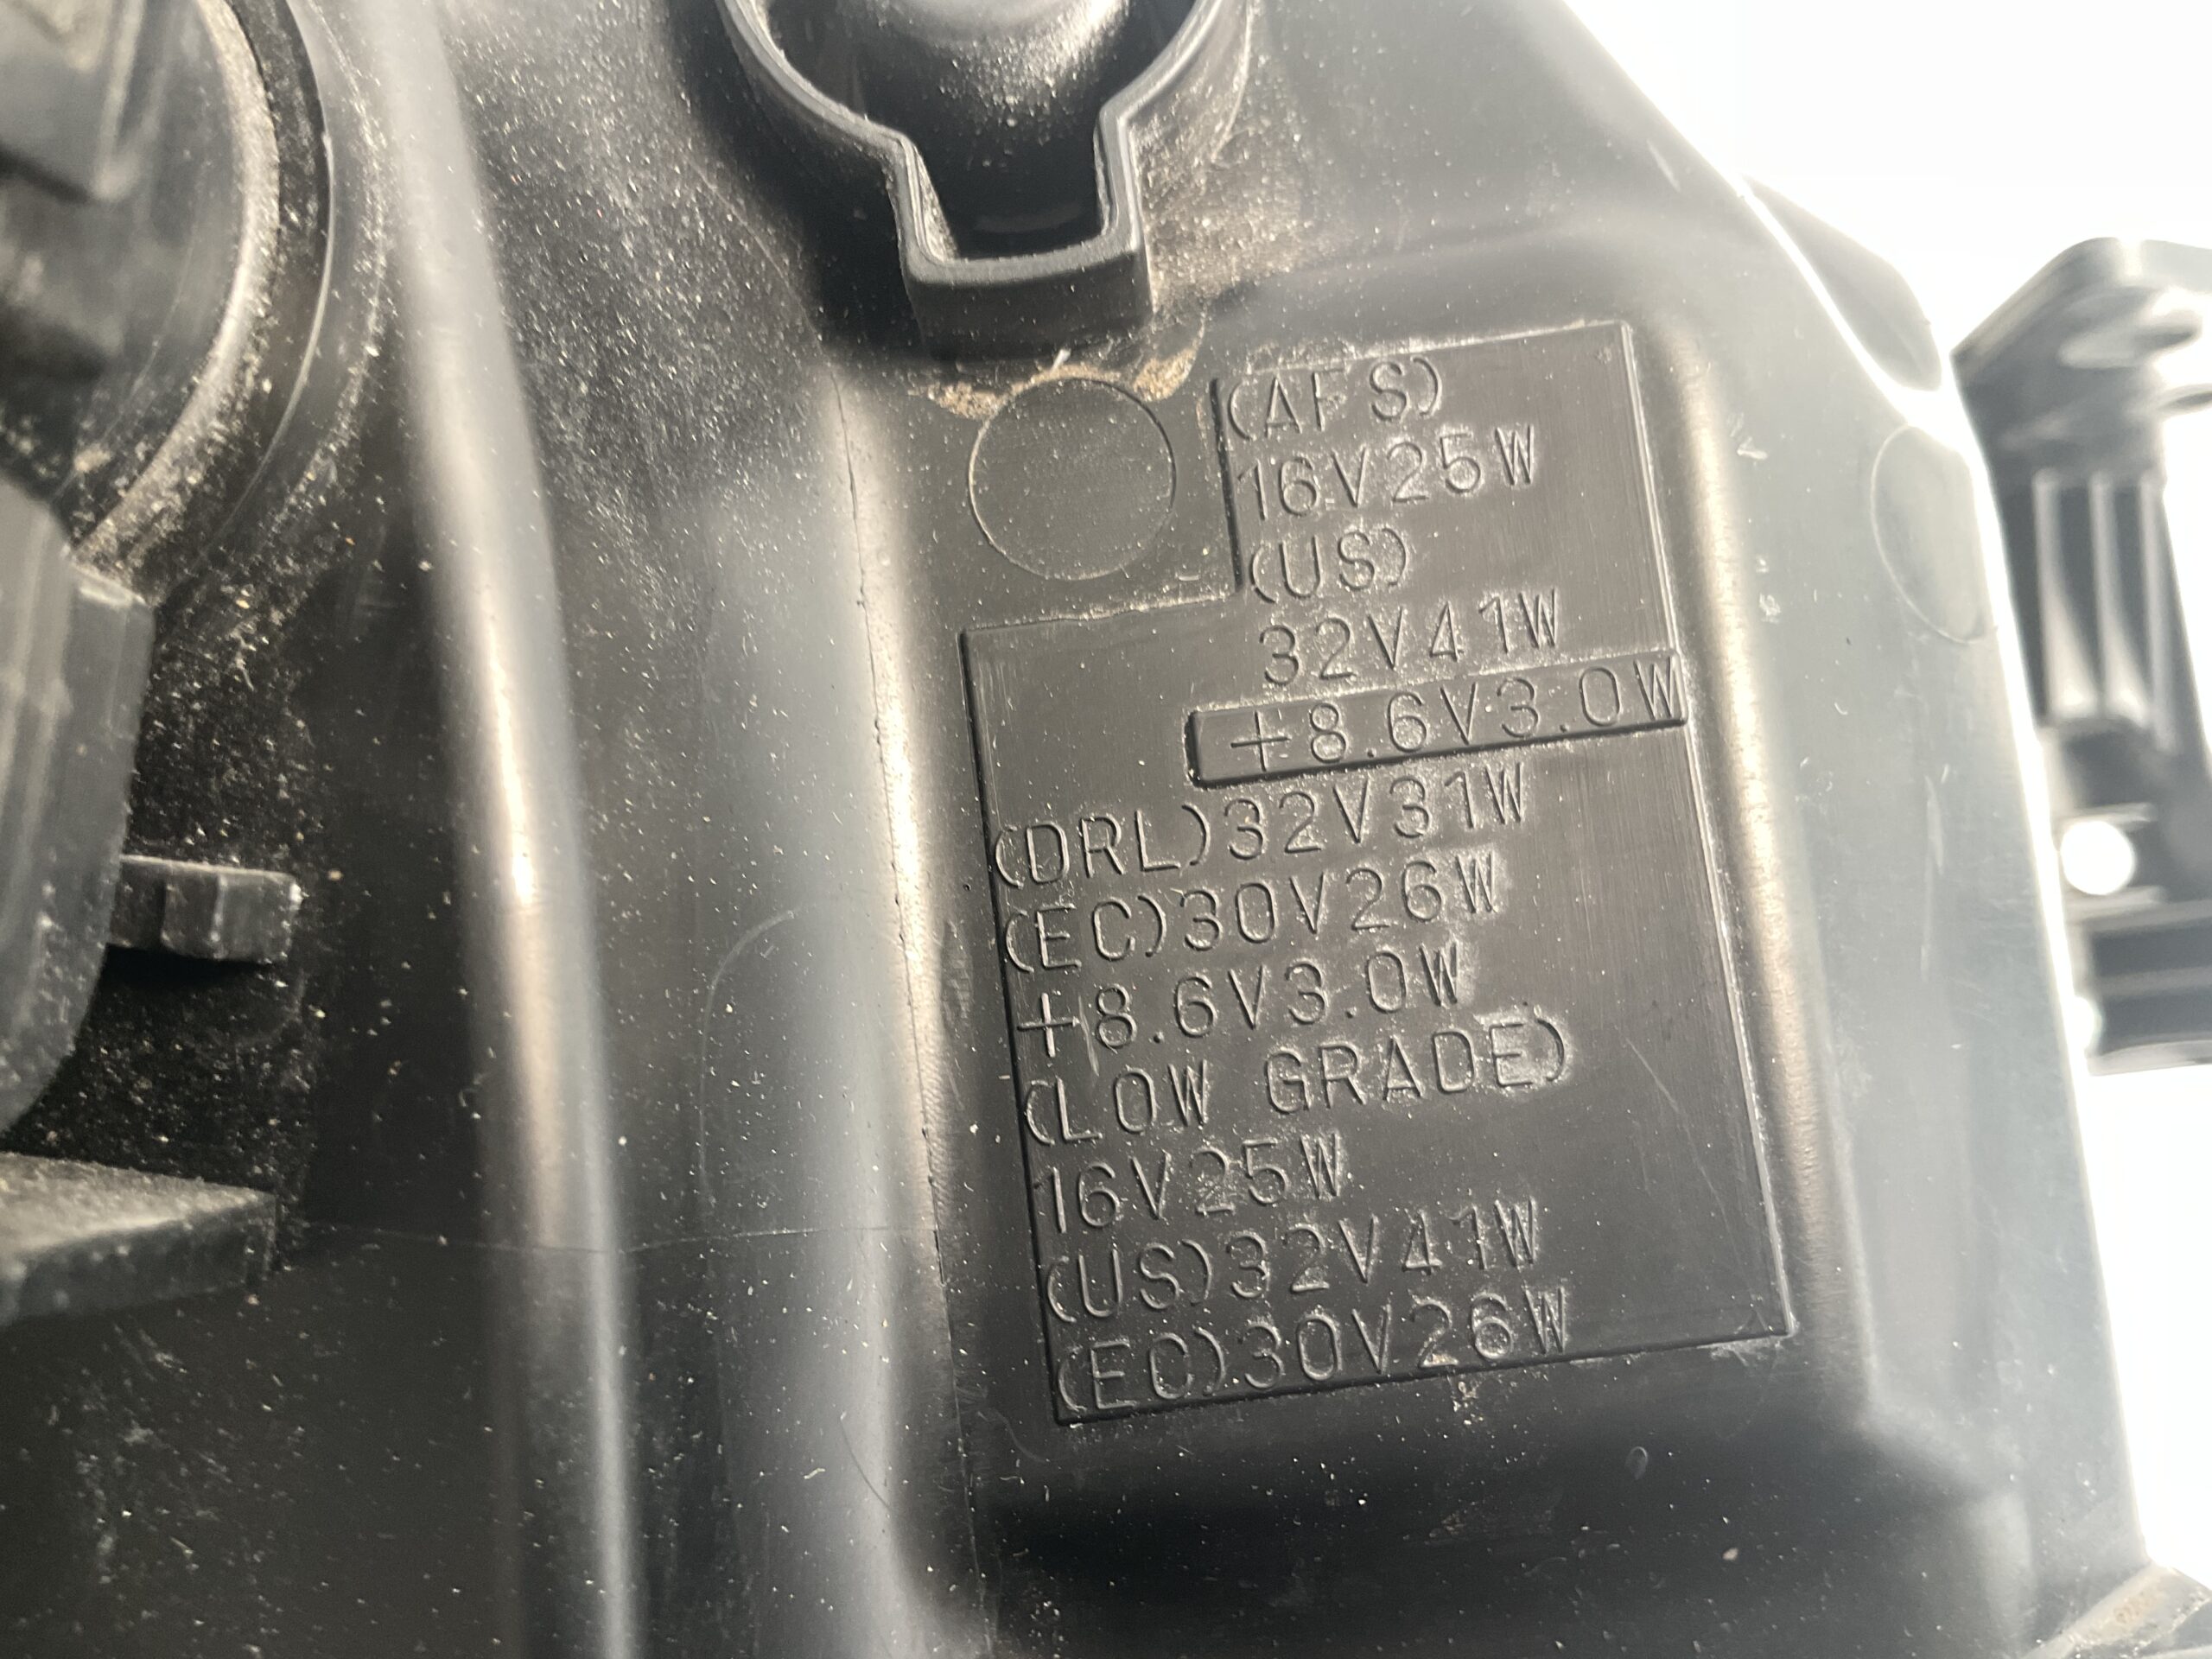 (AFS)
16V25W
(US)
32V41W
+8.6V3.0W
(DRL)32V31W
(EC)30V26W
+8.6V3.0W
(LOW GRADE)
16V25W
(US)32V41W
(EC)30V26W